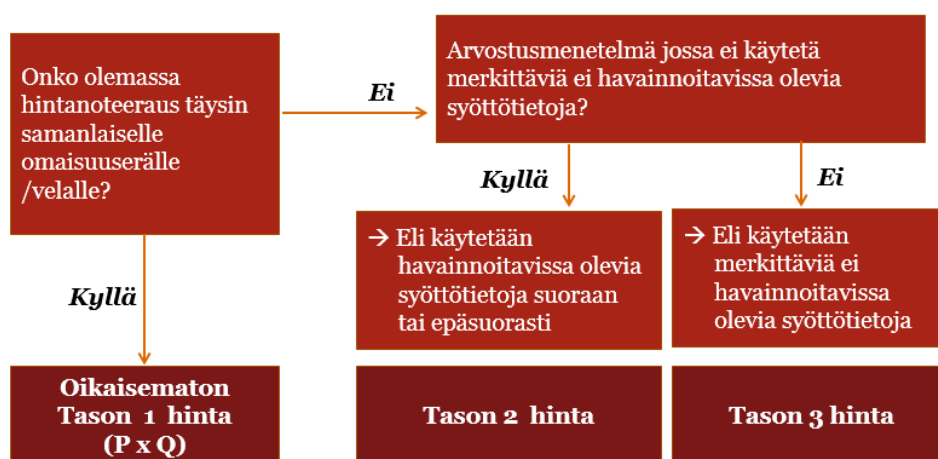 Onko olemassa
hintanoteeraus täysin
samanlaiselle
omaisuuserälle
/velalle?
Ei
Arvostusmenetelmä jossa ei käytetä
merkittäviä ei havainnoitavissa olevia
syöttötietoja?
Kyllä
Kyllä
Ei
→ Eli käytetään
havainnoitavissa olevia
syöttötietoja suoraan
tai epäsuorasti
→ Eli käytetään
merkittäviä ei
havainnoitavissa
olevia syöttötietoja
Oikaisematon
Tason 1 hinta
(P x Q)
Tason 2 hinta
Tason 3 hinta